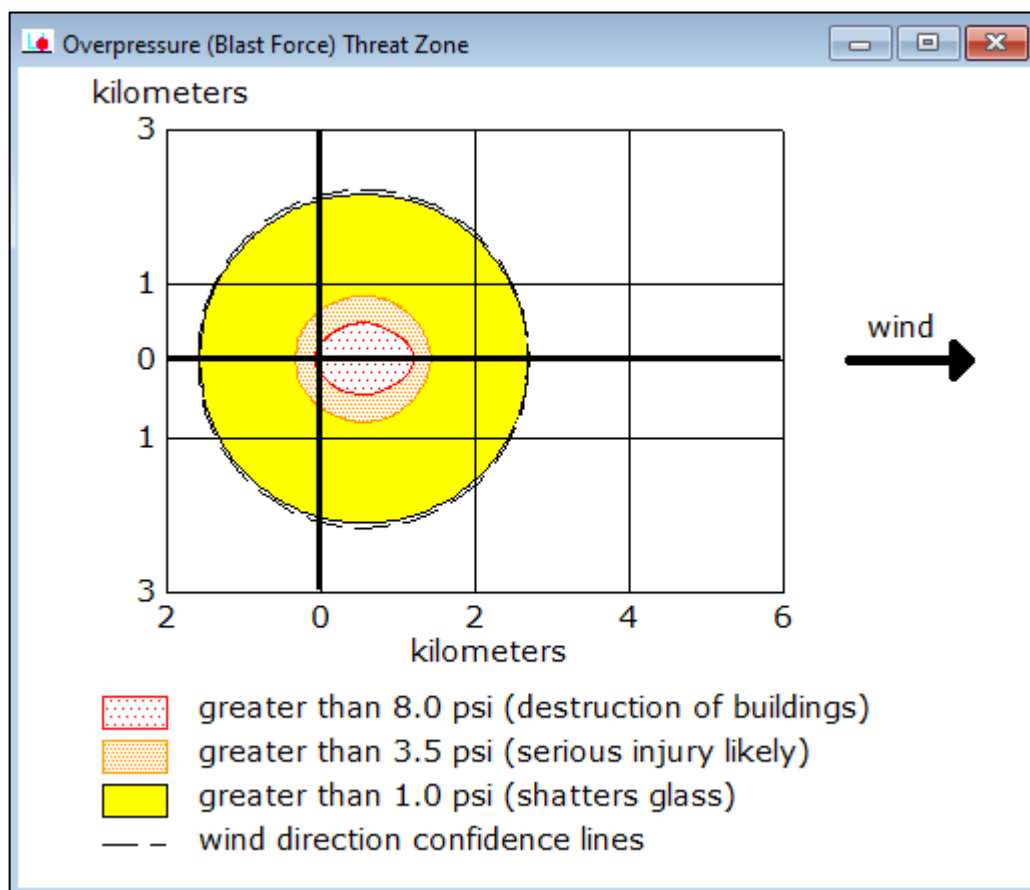 Overpressure (Blast Force) Threat Zone
kilometers
3
1
0
1
3
2 0 2 4 6
kilometers
wind
greater than 8.0 psi (destruction of buildings)
greater than 3.5 psi (serious injury likely)
greater than 1.0 psi (shatters glass)
wind direction confidence lines